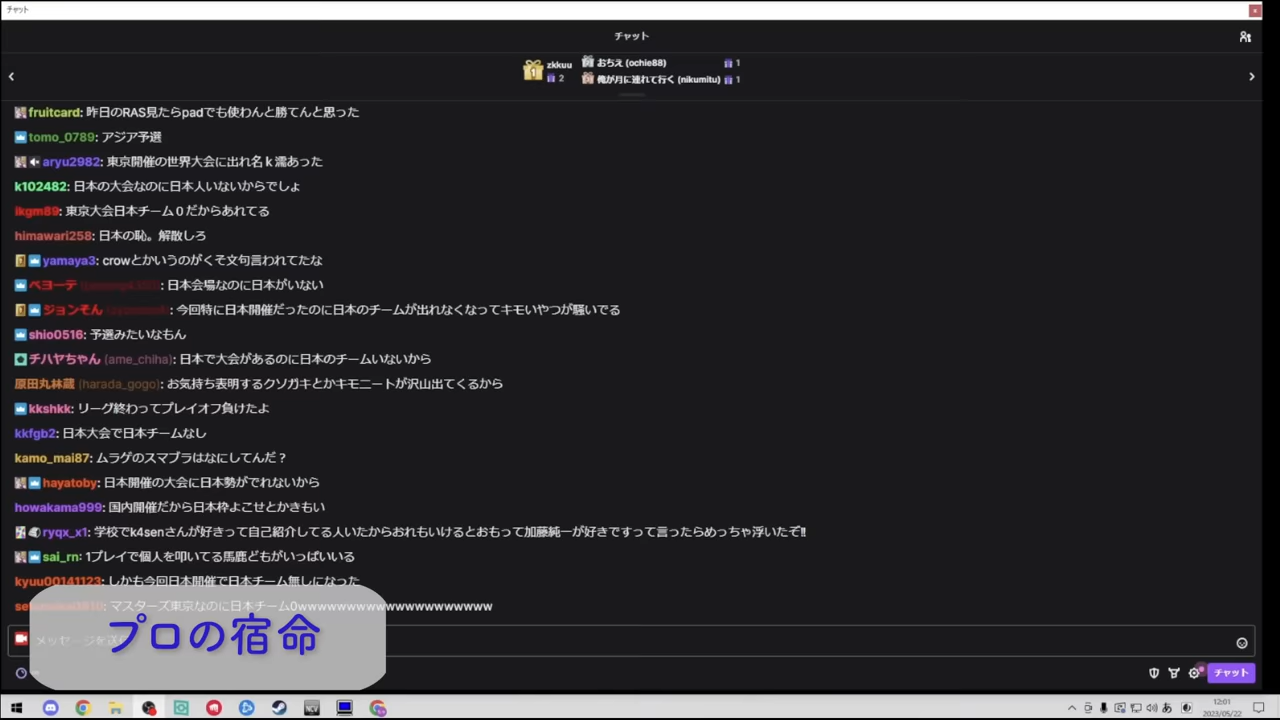 チャット
チャット
zkkuu
2
おちえ (ochie88) 1
俺が月に連れて行く (nikumitu) 1
fruitcard: 昨日のRAS見たらpadでも使わんと勝てんと思った
tomo_0789: アジア予選
aryu2982: 東京開催の世界大会に出れ名ｋ濡あった
k102482: 日本の大会なのに日本人いないからでしょ
ikgm89: 東京大会日本チーム０だからあれてる
himawari258: 日本の恥。解散しろ
yamaya3: crowとかいうのがくそ文句言われてたな
ペヨーテ : 日本会場なのに日本がいない
ジョンそん : 今回特に日本開催だったのに日本のチームが出れなくなってキモいやつが騒いでる
shio0516: 予選みたいなもん
チハヤちゃん (ame_chiha): 日本で大会があるのに日本のチームいないから
原田丸林蔵 (harada_gogo): お気持ち表明するクソガキとかキモニートが沢山出てくるから
kkshkk: リーグ終わってプレイオフ負けたよ
kkfgb2: 日本大会で日本チームなし
kamo_mai87: ムラゲのスマブラはなにしてんだ？
hayatoby: 日本開催の大会に日本勢がでれないから
howakama999: 国内開催だから日本枠よこせとかきもい
ryqx_x1: 学校でk4senさんが好きって自己紹介してる人いたからおれもいけるとおもって加藤純一が好きですって言ったらめっちゃ浮いたぞ!!
sai_rn: 1プレイで個人を叩いてる馬鹿どもがいっぱいいる
kyuu00141123: しかも今回日本開催で日本チーム無しになった
マスターズ東京なのに日本チーム0wwwwwwwwwwwwwwwwwwww
メッセージを送信
プロの宿命
チャット
12:01
2023/05/22